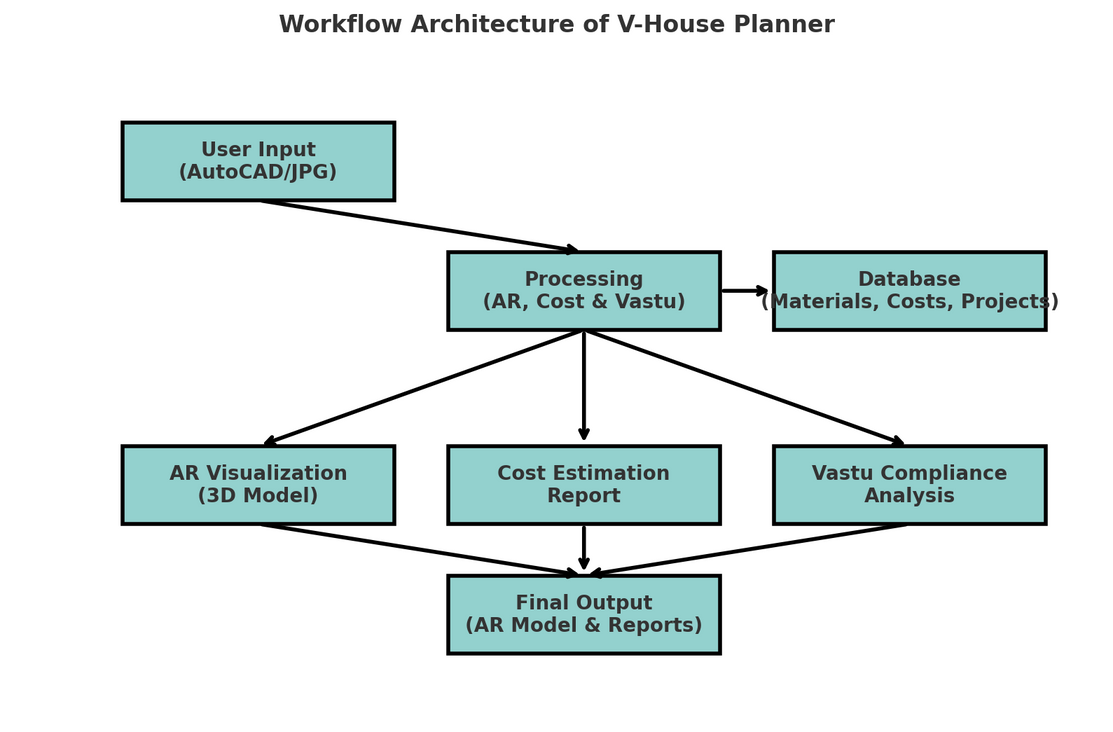 Workflow Architecture of V-House Planner
User Input
(AutoCAD/JPG)
Processing
(AR, Cost & Vastu)
Database
(Materials, Costs, Projects)
AR Visualization
(3D Model)
Cost Estimation
Report
Vastu Compliance
Analysis
Final Output
(AR Model & Reports)